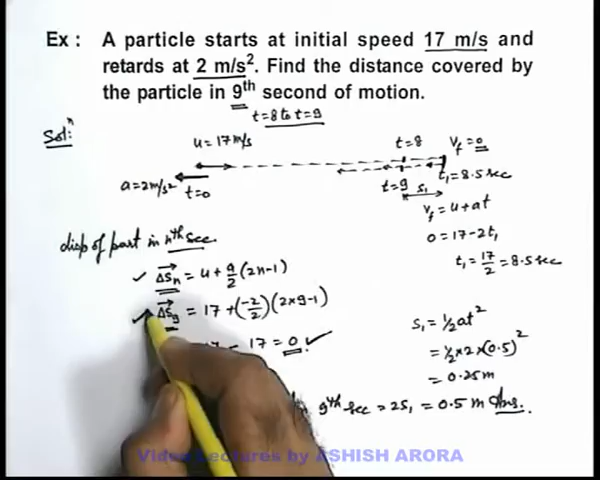 Ex : A particle starts at initial speed 17 m/s and
retards at 2 m/s². Find the distance covered by
the particle in 9th second of motion.
t=8 to t=9
Solⁿ:
u = 17 m/s
t=8
Vf = 0
a=2m/s²
t=0
t=9
S₁
t₁=8.5 sec
Vf = u+at
0 = 17-2t₁
t₁ = 17/2 = 8.5 sec
disp of part in nth sec
✓ ΔSn = u + a/2 (2n-1)
✓ ΔS9 = 17 + (-2/2)(2×9-1)
- 17 = 0 ✓
S₁ = ½at²
= ½×2×(0.5)²
= 0.25m
9th sec = 2S₁ = 0.5 m Ans.
Video Lectures by ASHISH ARORA